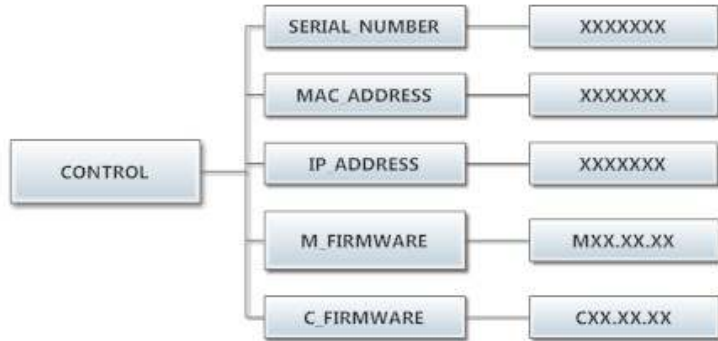 SERIAL_NUMBER XXXXXXX
MAC_ADDRESS XXXXXXX
IP_ADDRESS XXXXXXX
CONTROL
M_FIRMWARE MXX.XX.XX
C_FIRMWARE CXX.XX.XX